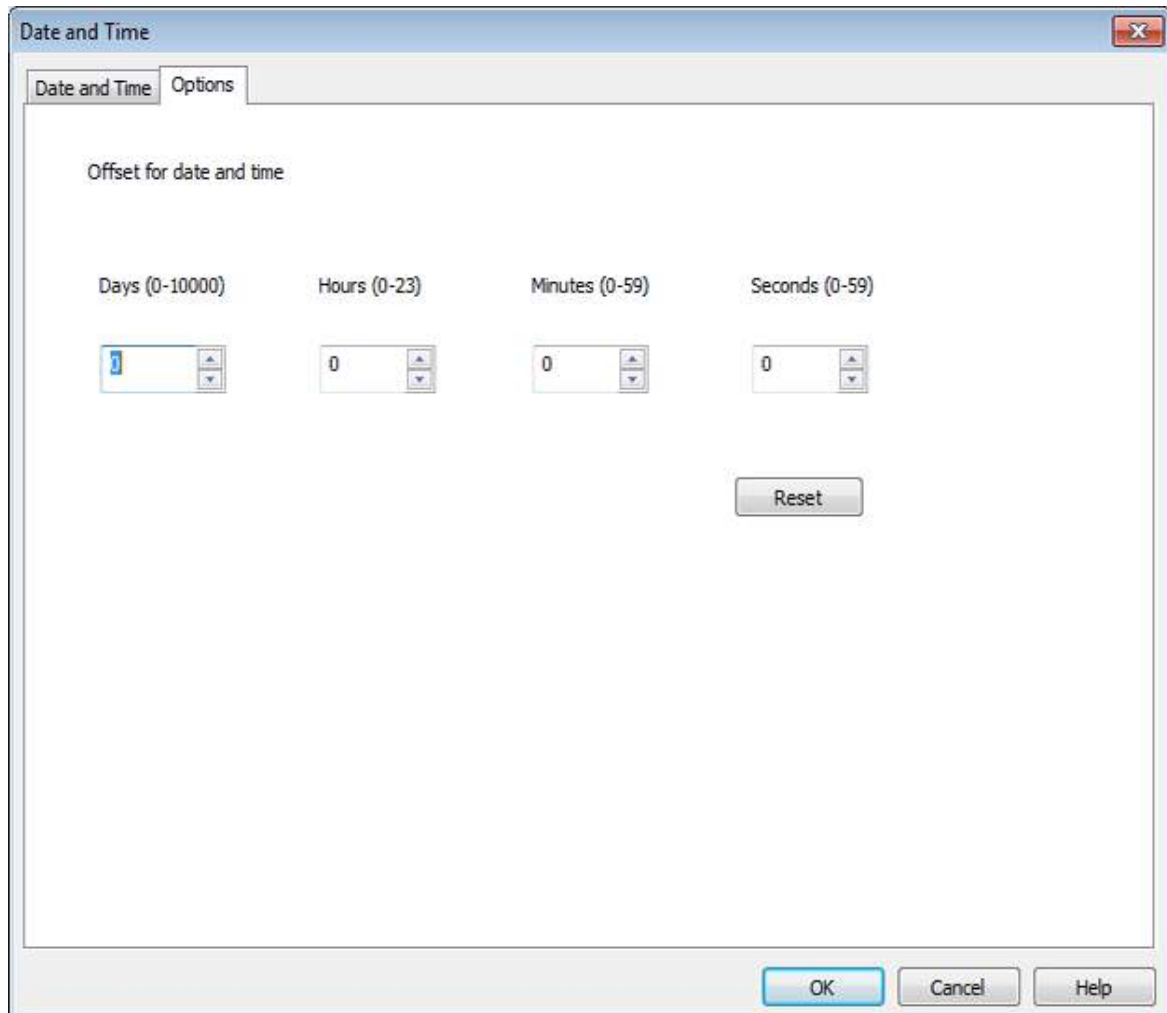 Date and Time
Date and Time Options
Offset for date and time
Days (0-10000) Hours (0-23) Minutes (0-59) Seconds (0-59)
0 0 0 0
Reset
OK Cancel Help